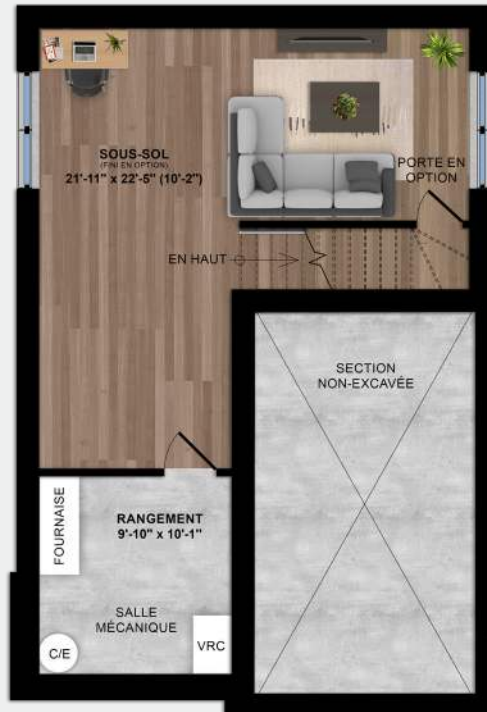 SOUS-SOL
(FINI EN OPTION)
21'-11" x 22'-5" (10'-2")
PORTE EN
OPTION
EN HAUT
SECTION
NON-EXCAVÉE
FOURNAISE
RANGEMENT
9'-10" x 10'-1"
SALLE
MÉCANIQUE
C/E
VRC